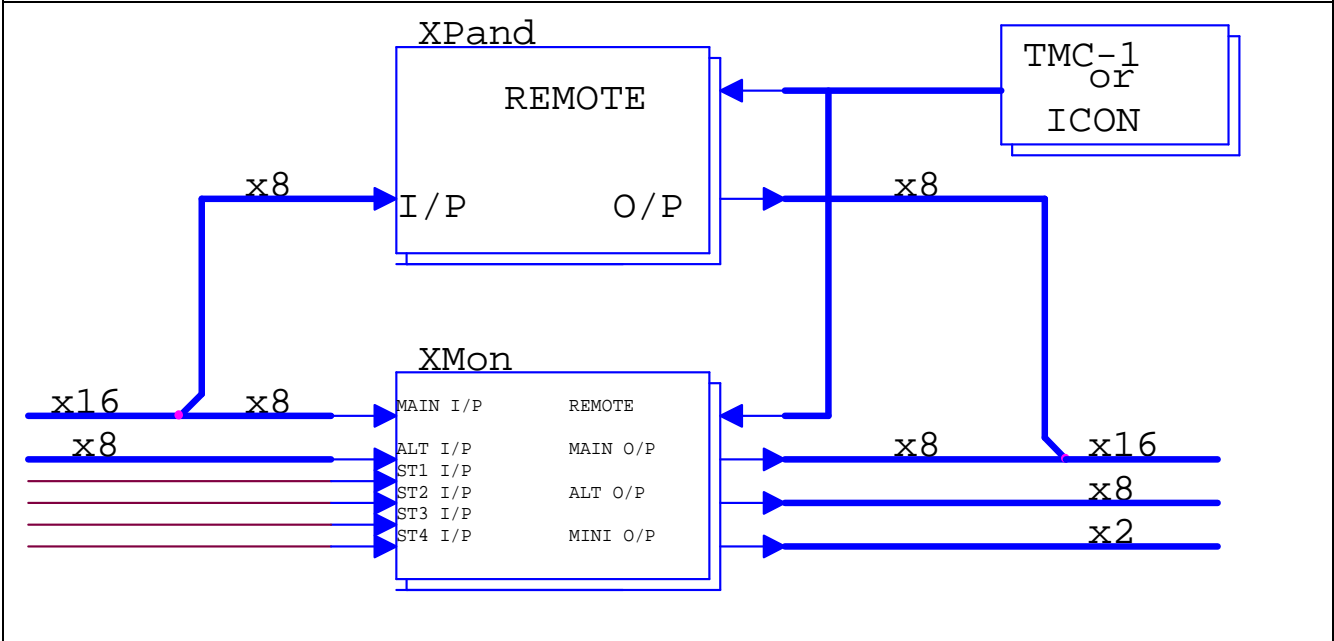 XPand
TMC-1
or
ICON
REMOTE
x8
x8
I/P
O/P
XMon
x16
x8
MAIN I/P
REMOTE
x8
ALT I/P
MAIN O/P
x8
x16
ST1 I/P
ST2 I/P
ALT O/P
x8
ST3 I/P
ST4 I/P
MINI O/P
x2